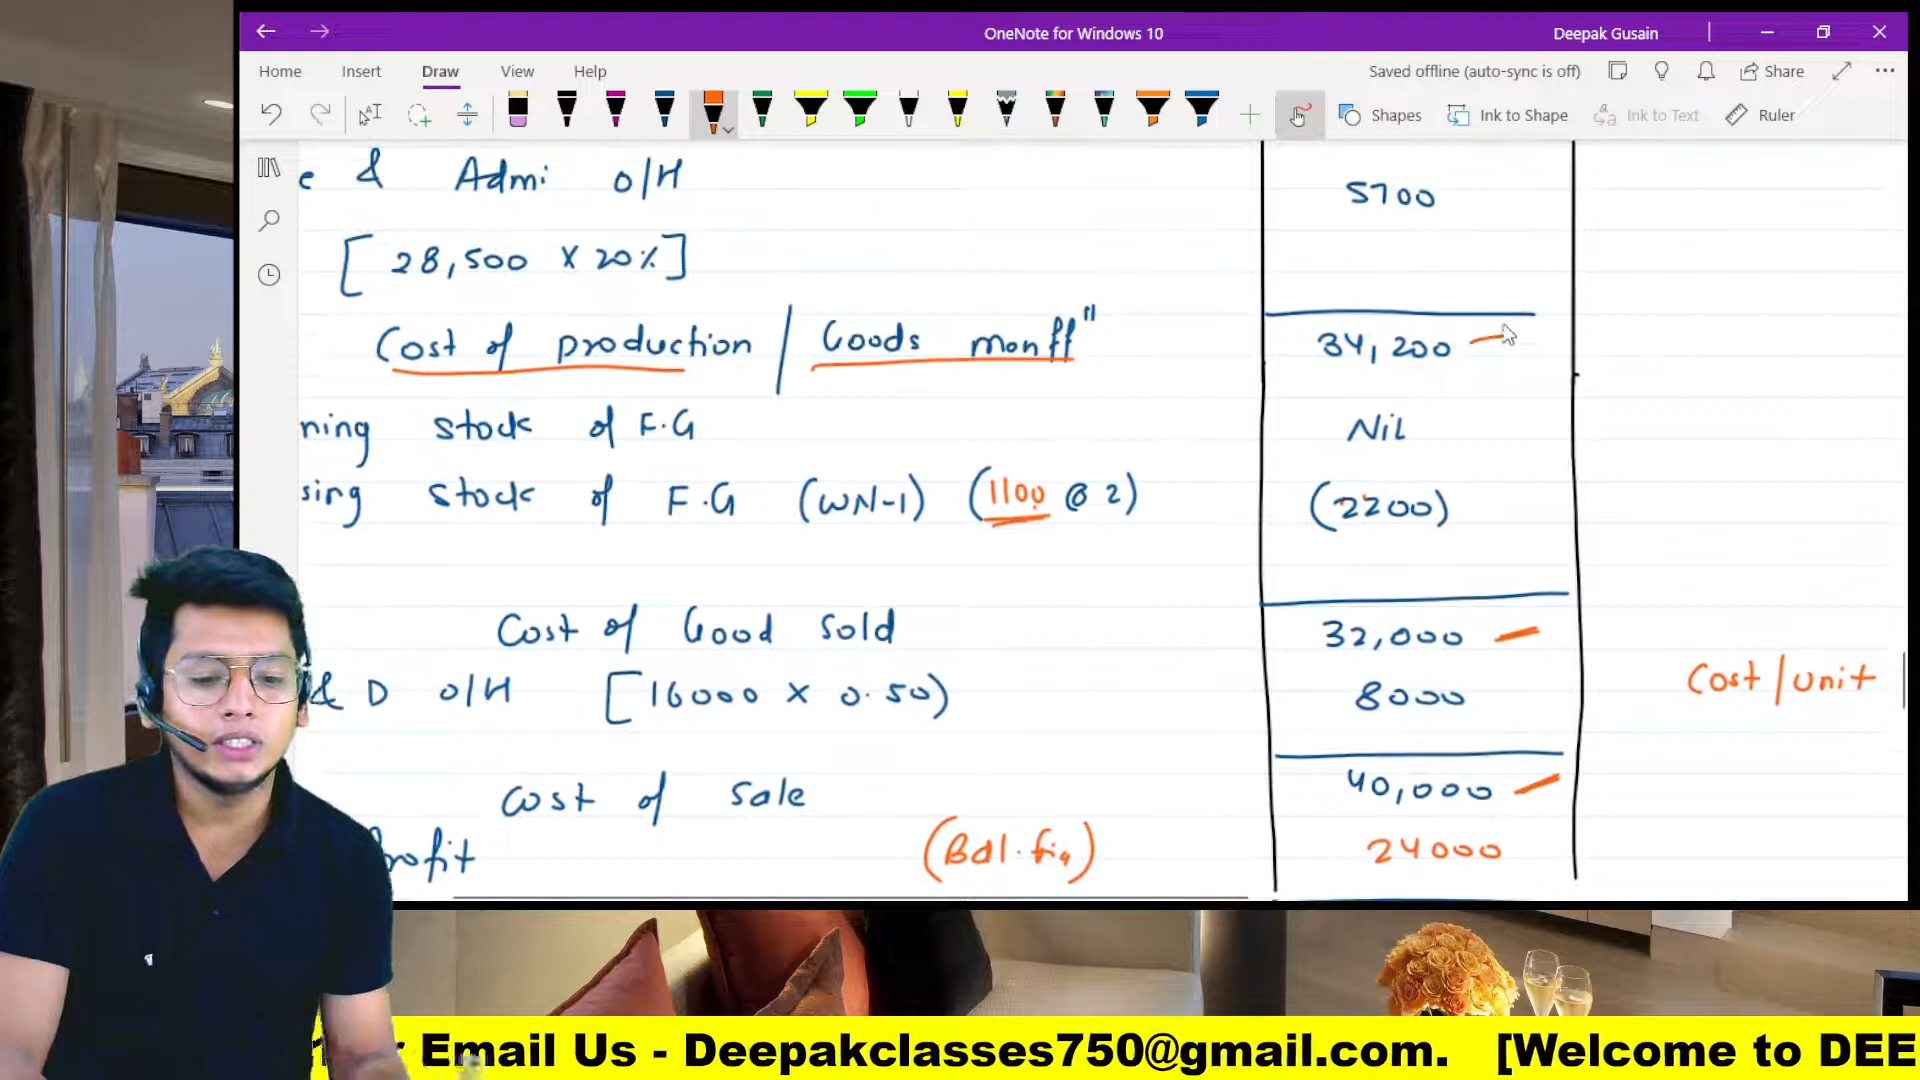 OneNote for Windows 10
Deepak Gusain
Home Insert Draw View Help
Saved offline (auto-sync is off) Share
Shapes Ink to Shape Ink to Text Ruler
e & Admi O/H 5700
[28,500 x 20%]
Cost of production / Goods manff" 34,200
ning stock of F.G Nil
sing stock of F.G (WN-1) (1100 @ 2) (2200)
Cost of Good sold 32,000
& D O/H [16000 x 0.50) 8000
Cost/unit
Cost of sale 40,000
rofit (Bal.fig) 24000
r Email Us - Deepakclasses750@gmail.com. [Welcome to DEE